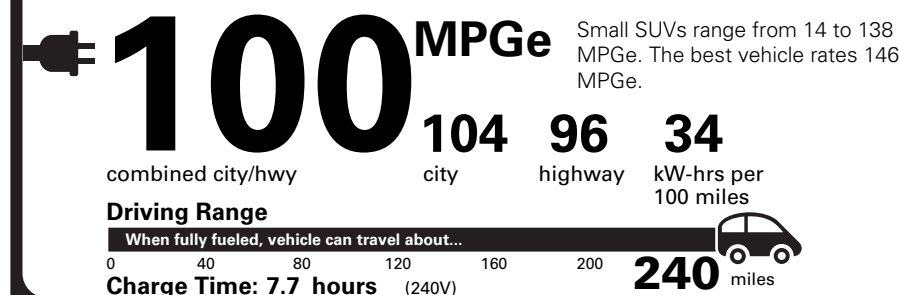 100 MPGe
Small SUVs range from 14 to 138
MPGe. The best vehicle rates 146
MPGe.
104 96 34
combined city/hwy city highway kW-hrs per
100 miles
Driving Range
When fully fueled, vehicle can travel about...
0 40 80 120 160 200 240 miles
Charge Time: 7.7 hours (240V)